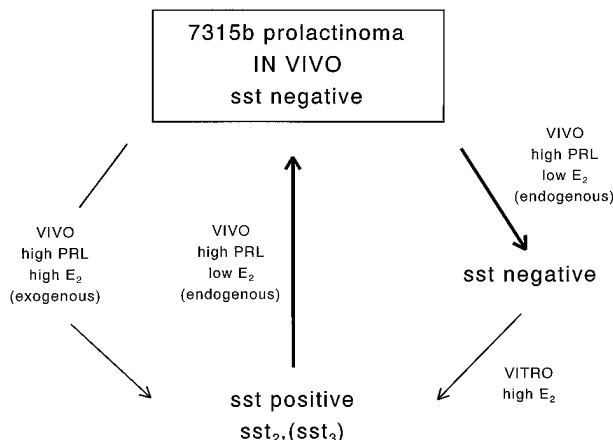 7315b prolactinoma
IN VIVO
sst negative
VIVO
high PRL
low E₂
(endogenous)
VIVO
high PRL
high E₂
(exogenous)
VIVO
high PRL
low E₂
(endogenous)
sst negative
VITRO
high E₂
sst positive
sst₂,(sst₃)